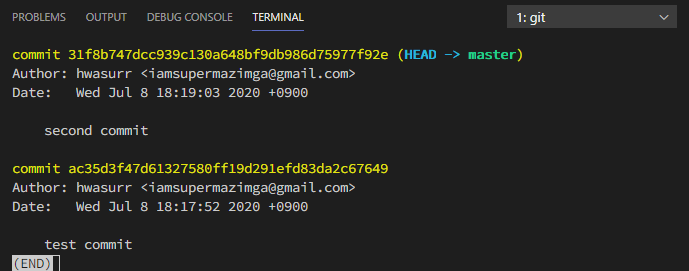 PROBLEMS OUTPUT DEBUG CONSOLE TERMINAL 1: git
commit 31f8b747dcc939c130a648bf9db986d75977f92e (HEAD -> master)
Author: hwasurr <iamsupermazimga@gmail.com>
Date: Wed Jul 8 18:19:03 2020 +0900
second commit
commit ac35d3f47d61327580ff19d291efd83da2c67649
Author: hwasurr <iamsupermazimga@gmail.com>
Date: Wed Jul 8 18:17:52 2020 +0900
test commit
(END)